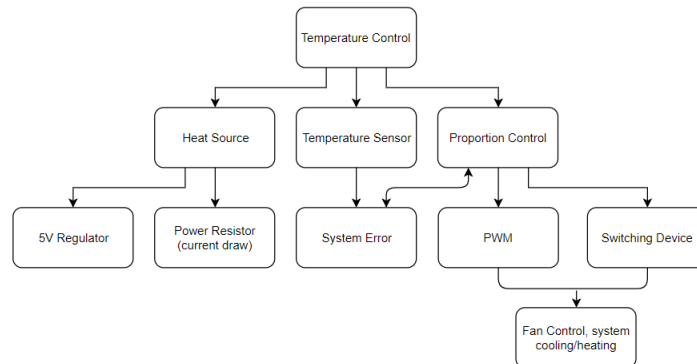 Temperature Control
Heat Source
Temperature Sensor
Proportion Control
5V Regulator
Power Resistor
(current draw)
System Error
PWM
Switching Device
Fan Control, system
cooling/heating